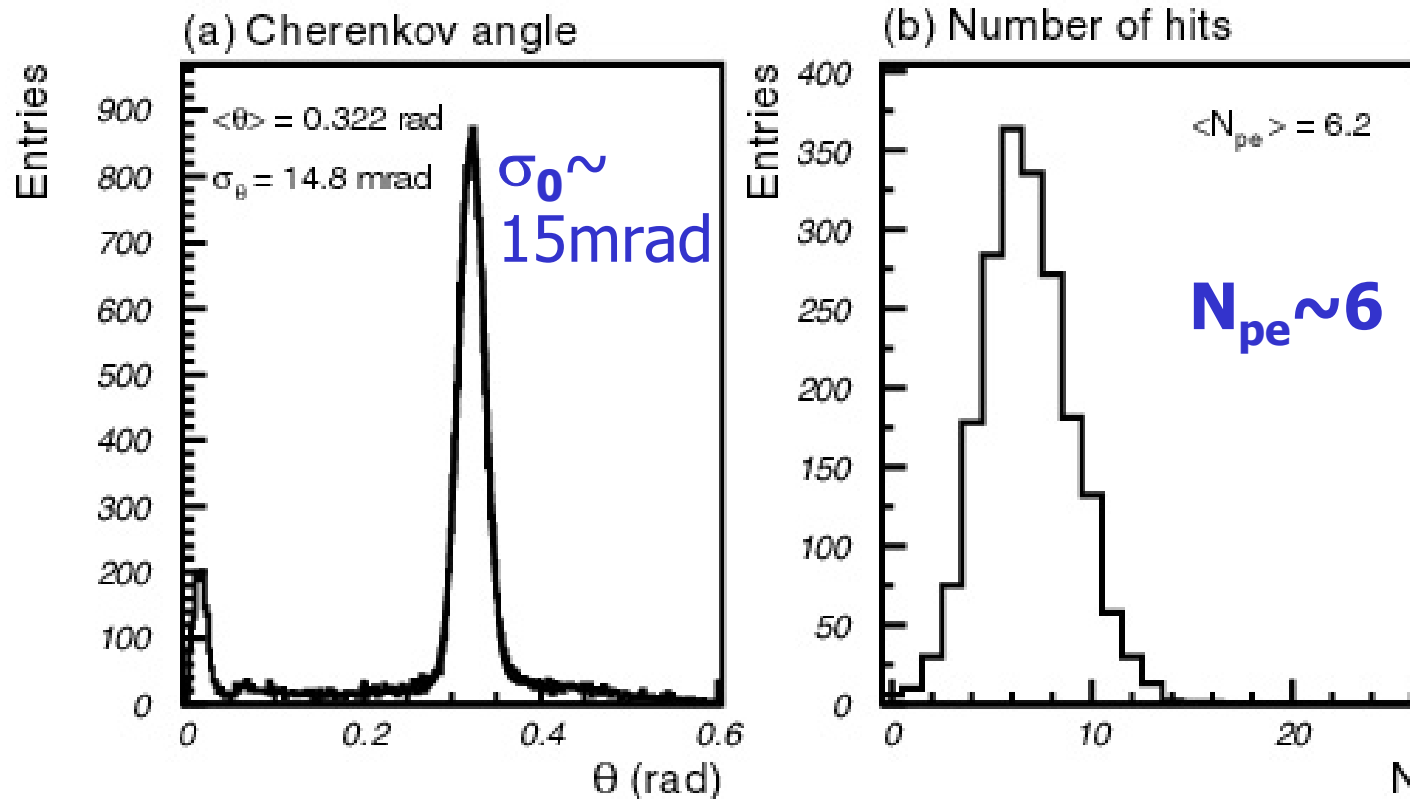 (a) Cherenkov angle
Entries
900
800
700
600
500
400
300
200
100
0
<θ> = 0.322 rad
σθ = 14.8 mrad
σ0~
15mrad
0 0.2 0.4 0.6
θ (rad)
(b) Number of hits
Entries
400
350
300
250
200
150
100
50
0
<Npe> = 6.2
Npe~6
0 10 20
N